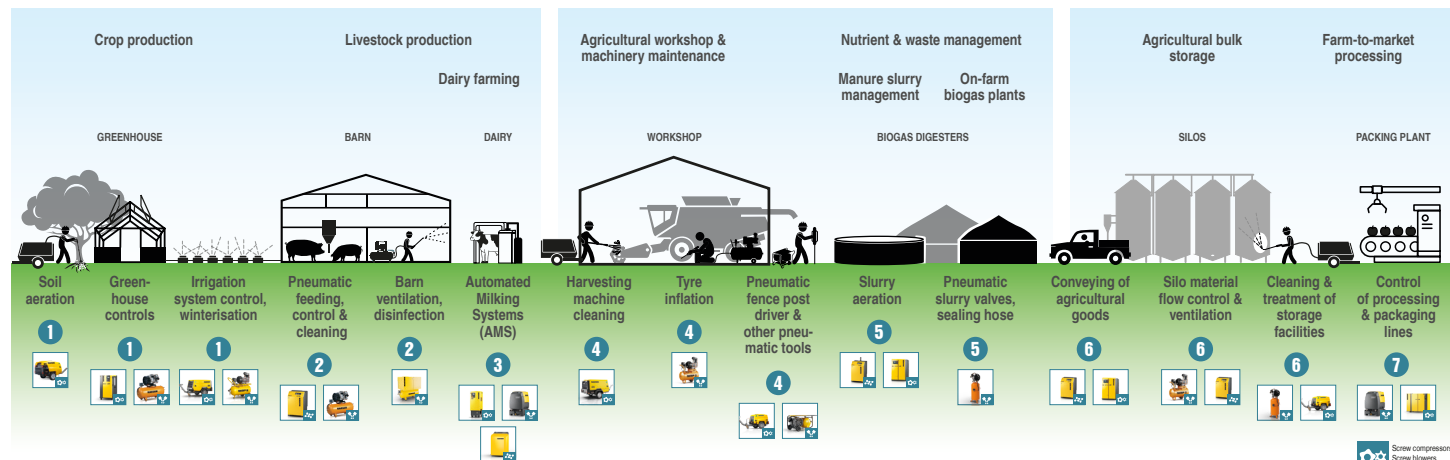 Crop production
Livestock production
Dairy farming
GREENHOUSE
BARN
DAIRY
Agricultural workshop &
machinery maintenance
Nutrient & waste management
Manure slurry
management
On-farm
biogas plants
WORKSHOP
BIOGAS DIGESTERS
Agricultural bulk
storage
Farm-to-market
processing
SILOS
PACKING PLANT
Soil
aeration
1
Green-
house
controls
1
Irrigation
system control,
winterisation
1
Pneumatic
feeding,
control &
cleaning
2
Barn
ventilation,
disinfection
2
Automated
Milking
Systems
(AMS)
3
Harvesting
machine
cleaning
4
Tyre
inflation
4
Pneumatic
fence post
driver &
other pneu-
matic tools
4
Slurry
aeration
5
Pneumatic
slurry valves,
sealing hose
5
Conveying of
agricultural
goods
6
Silo material
flow control &
ventilation
6
Cleaning &
treatment of
storage
facilities
6
Control
of processing
& packaging
lines
7
Screw compressors
Screw blowers